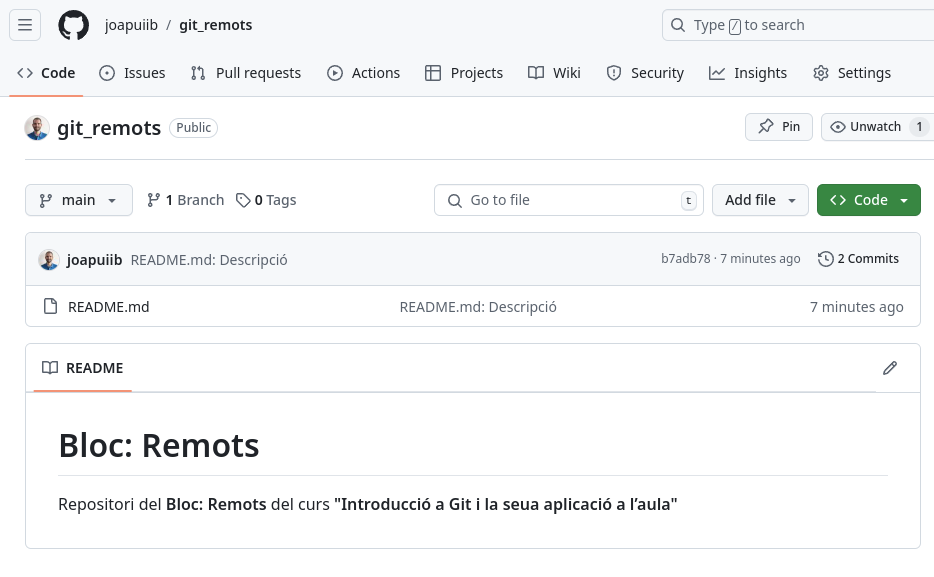 joapuiib / git_remots
Type / to search
Code Issues Pull requests Actions Projects Wiki Security Insights Settings
git_remots Public
Pin
Unwatch 1
main 1 Branch 0 Tags
Go to file t
Add file
Code
joapuiib README.md: Descripció b7adb78 · 7 minutes ago 2 Commits
README.md README.md: Descripció 7 minutes ago
README
Bloc: Remots
Repositori del Bloc: Remots del curs "Introducció a Git i la seua aplicació a l’aula"